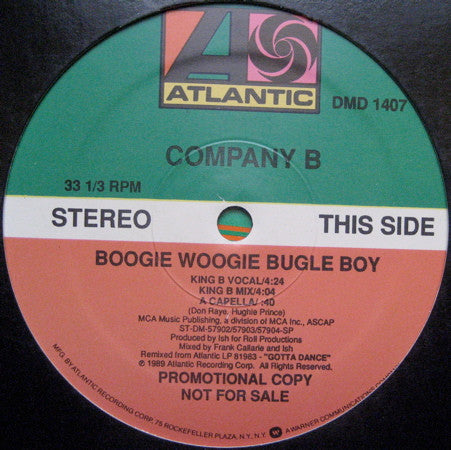 ATLANTIC
DMD 1407
COMPANY B
33 1/3 RPM
STEREO
THIS SIDE
BOOGIE WOOGIE BUGLE BOY
KING B VOCAL/4:24
KING B MIX/4:04
A CAPELLA/:40
(Don Raye, Hughie Prince)
MCA Music Publishing, a division of MCA Inc., ASCAP
ST-DM-57902/57903/57904-SP
Produced by Ish for Roll Productions
Mixed by Frank Callarie and Ish
Remixed from Atlantic LP 81983 - "GOTTA DANCE"
℗ 1989 Atlantic Recording Corp. All Rights Reserved.
PROMOTIONAL COPY
NOT FOR SALE
MFG. BY ATLANTIC RECORDING CORP. 75 ROCKEFELLER PLAZA, N.Y., N.Y. A WARNER COMMUNICATIONS